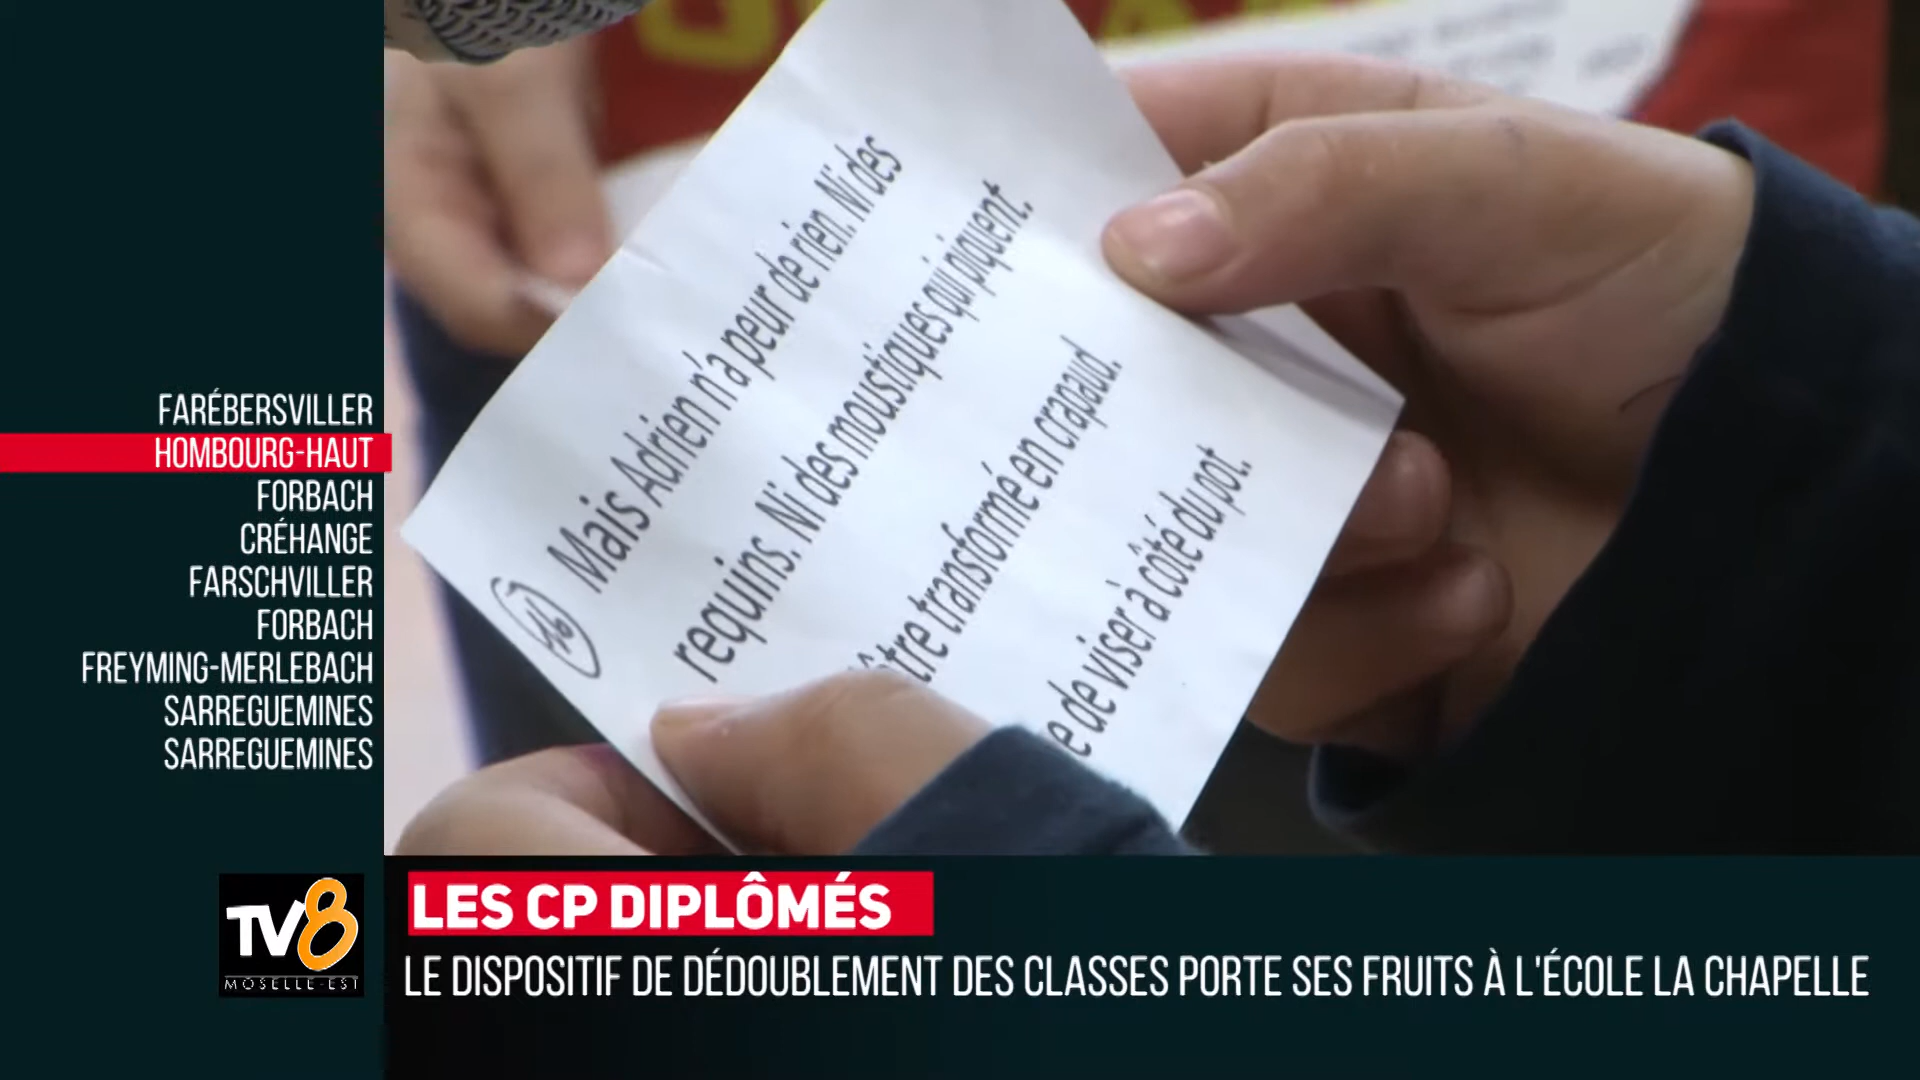 FARÉBERSVILLER
HOMBOURG-HAUT
FORBACH
CRÉHANGE
FARSCHVILLER
FORBACH
FREYMING-MERLEBACH
SARREGUEMINES
SARREGUEMINES
Mais Adrien n'a peur de rien. Ni des
requins. Ni des moustiques qui piquent.
être transformé en crapaud.
e de viser à côté du pot.
TV8
MOSELLE-EST
LES CP DIPLÔMÉS
LE DISPOSITIF DE DÉDOUBLEMENT DES CLASSES PORTE SES FRUITS À L'ÉCOLE LA CHAPELLE